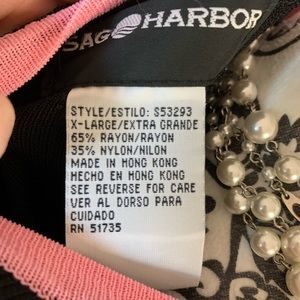 SAG HARBOR
STYLE/ESTILO: S53293
X-LARGE/EXTRA GRANDE
65% RAYON/RAYON
35% NYLON/NILON
MADE IN HONG KONG
HECHO EN HONG KONG
SEE REVERSE FOR CARE
VER AL DORSO PARA
CUIDADO
RN 51735